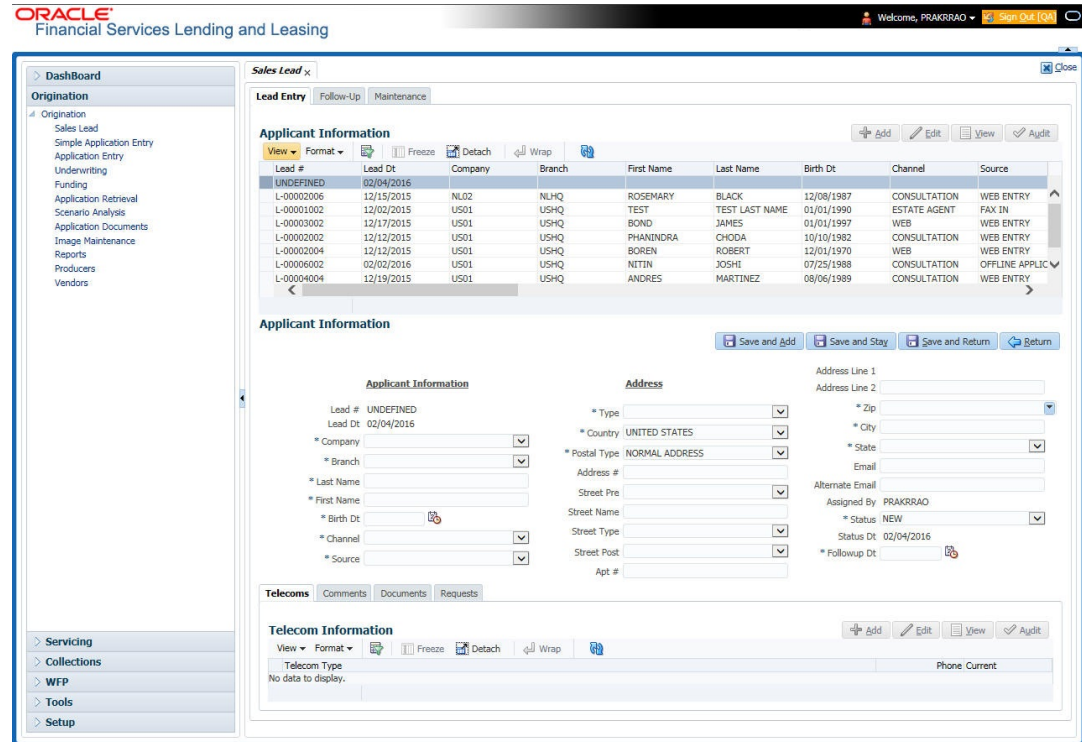 ORACLE
Financial Services Lending and Leasing
Welcome, PRAKRRAO
Sign Out [QA]
Close
DashBoard
Origination
Origination
Sales Lead
Simple Application Entry
Application Entry
Underwriting
Funding
Application Retrieval
Scenario Analysis
Application Documents
Image Maintenance
Reports
Producers
Vendors
Servicing
Collections
WFP
Tools
Setup
Sales Lead x
Lead Entry Follow-Up Maintenance
Applicant Information
Add Edit View Audit
View Format Freeze Detach Wrap
Lead # Lead Dt Company Branch First Name Last Name Birth Dt Channel Source
UNDEFINED 02/04/2016
L-00002006 12/15/2015 NL02 NLHQ ROSEMARY BLACK 12/08/1987 CONSULTATION WEB ENTRY
L-00001002 02/02/2016 US01 USHQ TEST TEST LAST NAME 01/01/1990 ESTATE AGENT FAX IN
L-00003002 12/17/2015 US01 USHQ BOND JAMES 01/01/1997 WEB WEB ENTRY
L-00002002 12/12/2015 US01 USHQ PHANINDRA CHODA 10/10/1982 CONSULTATION WEB ENTRY
L-00002004 12/12/2015 US01 USHQ BOREN ROBERT 12/01/1970 WEB WEB ENTRY
L-00006002 02/02/2016 US01 USHQ NITIN JOSHI 07/25/1988 CONSULTATION OFFLINE APPLIC
L-00004004 12/19/2015 US01 USHQ ANDRES MARTINEZ 08/06/1989 CONSULTATION WEB ENTRY
Applicant Information
Save and Add Save and Stay Save and Return Return
Applicant Information
Lead # UNDEFINED
Lead Dt 02/04/2016
* Company
* Branch
* Last Name
* First Name
* Birth Dt
* Channel
* Source
Address
* Type
* Country UNITED STATES
* Postal Type NORMAL ADDRESS
Address #
Street Pre
Street Name
Street Type
Street Post
Apt #
Address Line 1
Address Line 2
* Zip
* City
* State
Email
Alternate Email
Assigned By PRAKRRAO
* Status NEW
Status Dt 02/04/2016
* Followup Dt
Telecoms Comments Documents Requests
Telecom Information
Add Edit View Audit
View Format Freeze Detach Wrap
Telecom Type Phone Current
No data to display.